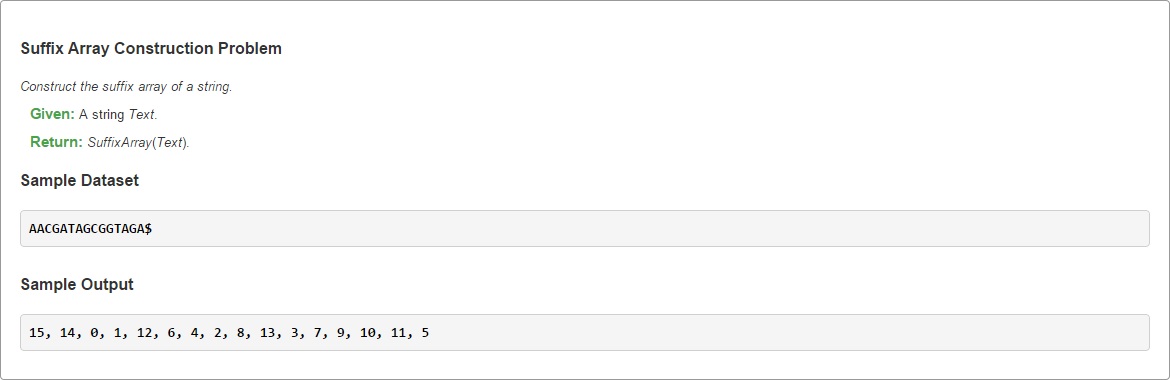 Suffix Array Construction Problem
Construct the suffix array of a string.
Given: A string Text.
Return: SuffixArray(Text).
Sample Dataset
AACGATAGCGGTAGA$
Sample Output
15, 14, 0, 1, 12, 6, 4, 2, 8, 13, 3, 7, 9, 10, 11, 5